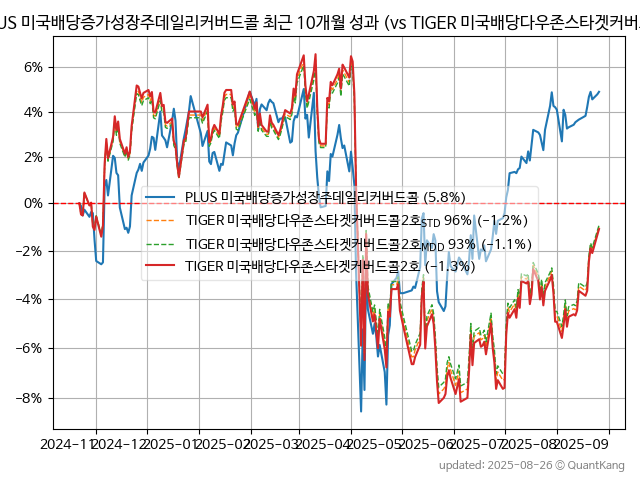 US 미국배당증가성장주데일리커버드콜 최근 10개월 성과 (vs TIGER 미국배당다우존스타겟커버드
6%
4%
2%
0%
−2%
−4%
−6%
−8%
PLUS 미국배당증가성장주데일리커버드콜 (5.8%)
TIGER 미국배당다우존스타겟커버드콜2호STD 96% (−1.2%)
TIGER 미국배당다우존스타겟커버드콜2호MDD 93% (−1.1%)
TIGER 미국배당다우존스타겟커버드콜2호 (−1.3%)
2024-11 2024-12 2025-01 2025-02 2025-03 2025-04 2025-05 2025-06 2025-07 2025-08 2025-09
updated: 2025-08-26 © QuantKang